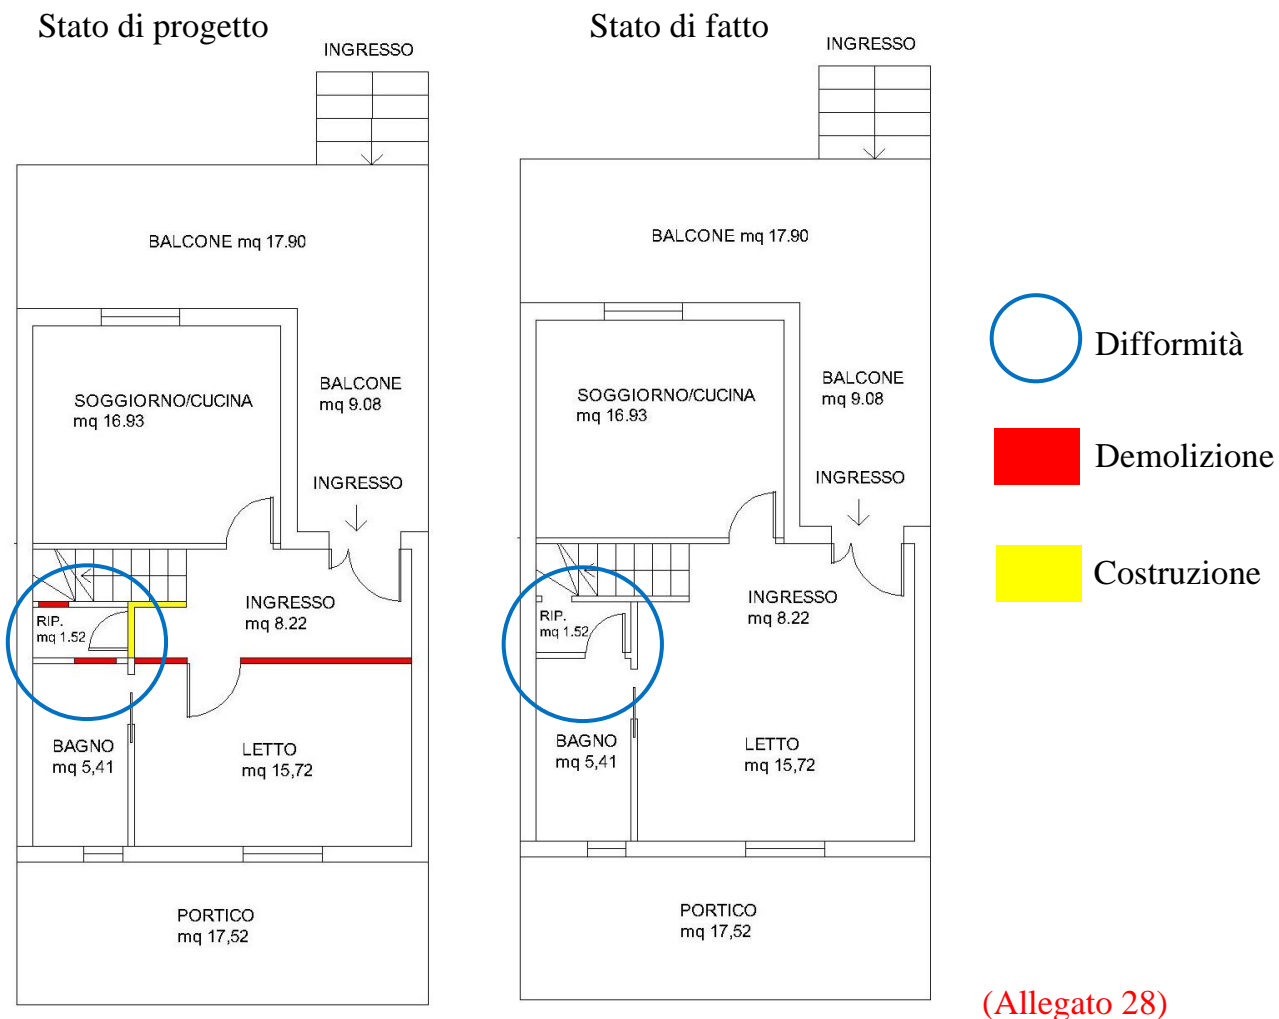 Stato di progetto
INGRESSO
BALCONE mq 17.90
SOGGIORNO/CUCINA
mq 16.93
BALCONE
mq 9.08
INGRESSO
INGRESSO
mq 8.22
RIP.
mq 1.52
BAGNO
mq 5,41
LETTO
mq 15,72
PORTICO
mq 17,52
Stato di fatto
INGRESSO
BALCONE mq 17.90
SOGGIORNO/CUCINA
mq 16.93
BALCONE
mq 9.08
INGRESSO
INGRESSO
mq 8.22
RIP.
mq 1.52
BAGNO
mq 5,41
LETTO
mq 15,72
PORTICO
mq 17,52
Difformità
Demolizione
Costruzione
(Allegato 28)